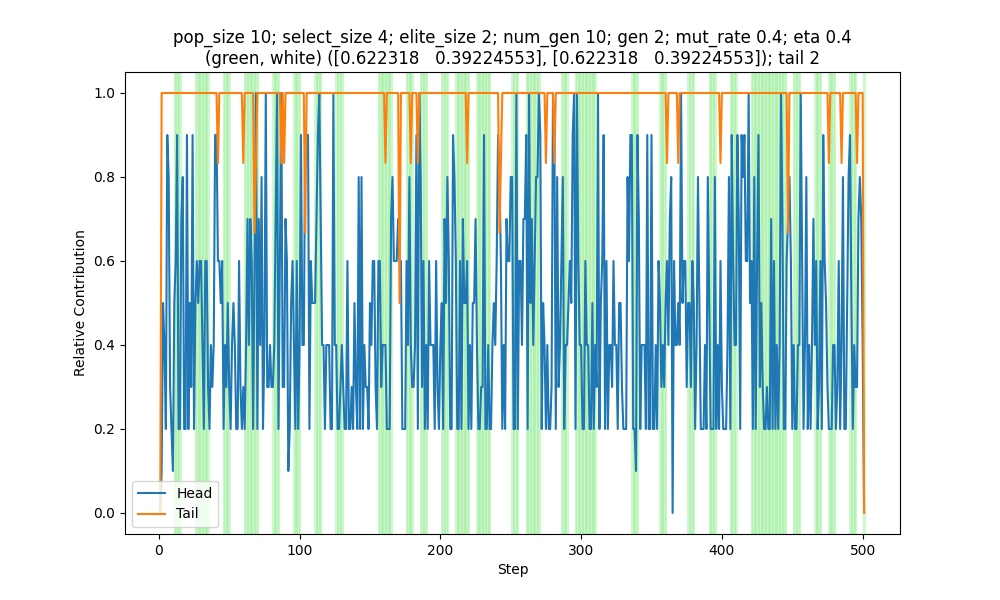 pop_size 10; select_size 4; elite_size 2; num_gen 10; gen 2; mut_rate 0.4; eta 0.4
(green, white) ([0.622318   0.39224553], [0.622318   0.39224553]); tail 2
1.0
0.8
0.6
0.4
0.2
0.0
Relative Contribution
Head
Tail
0
100
200
300
400
500
Step